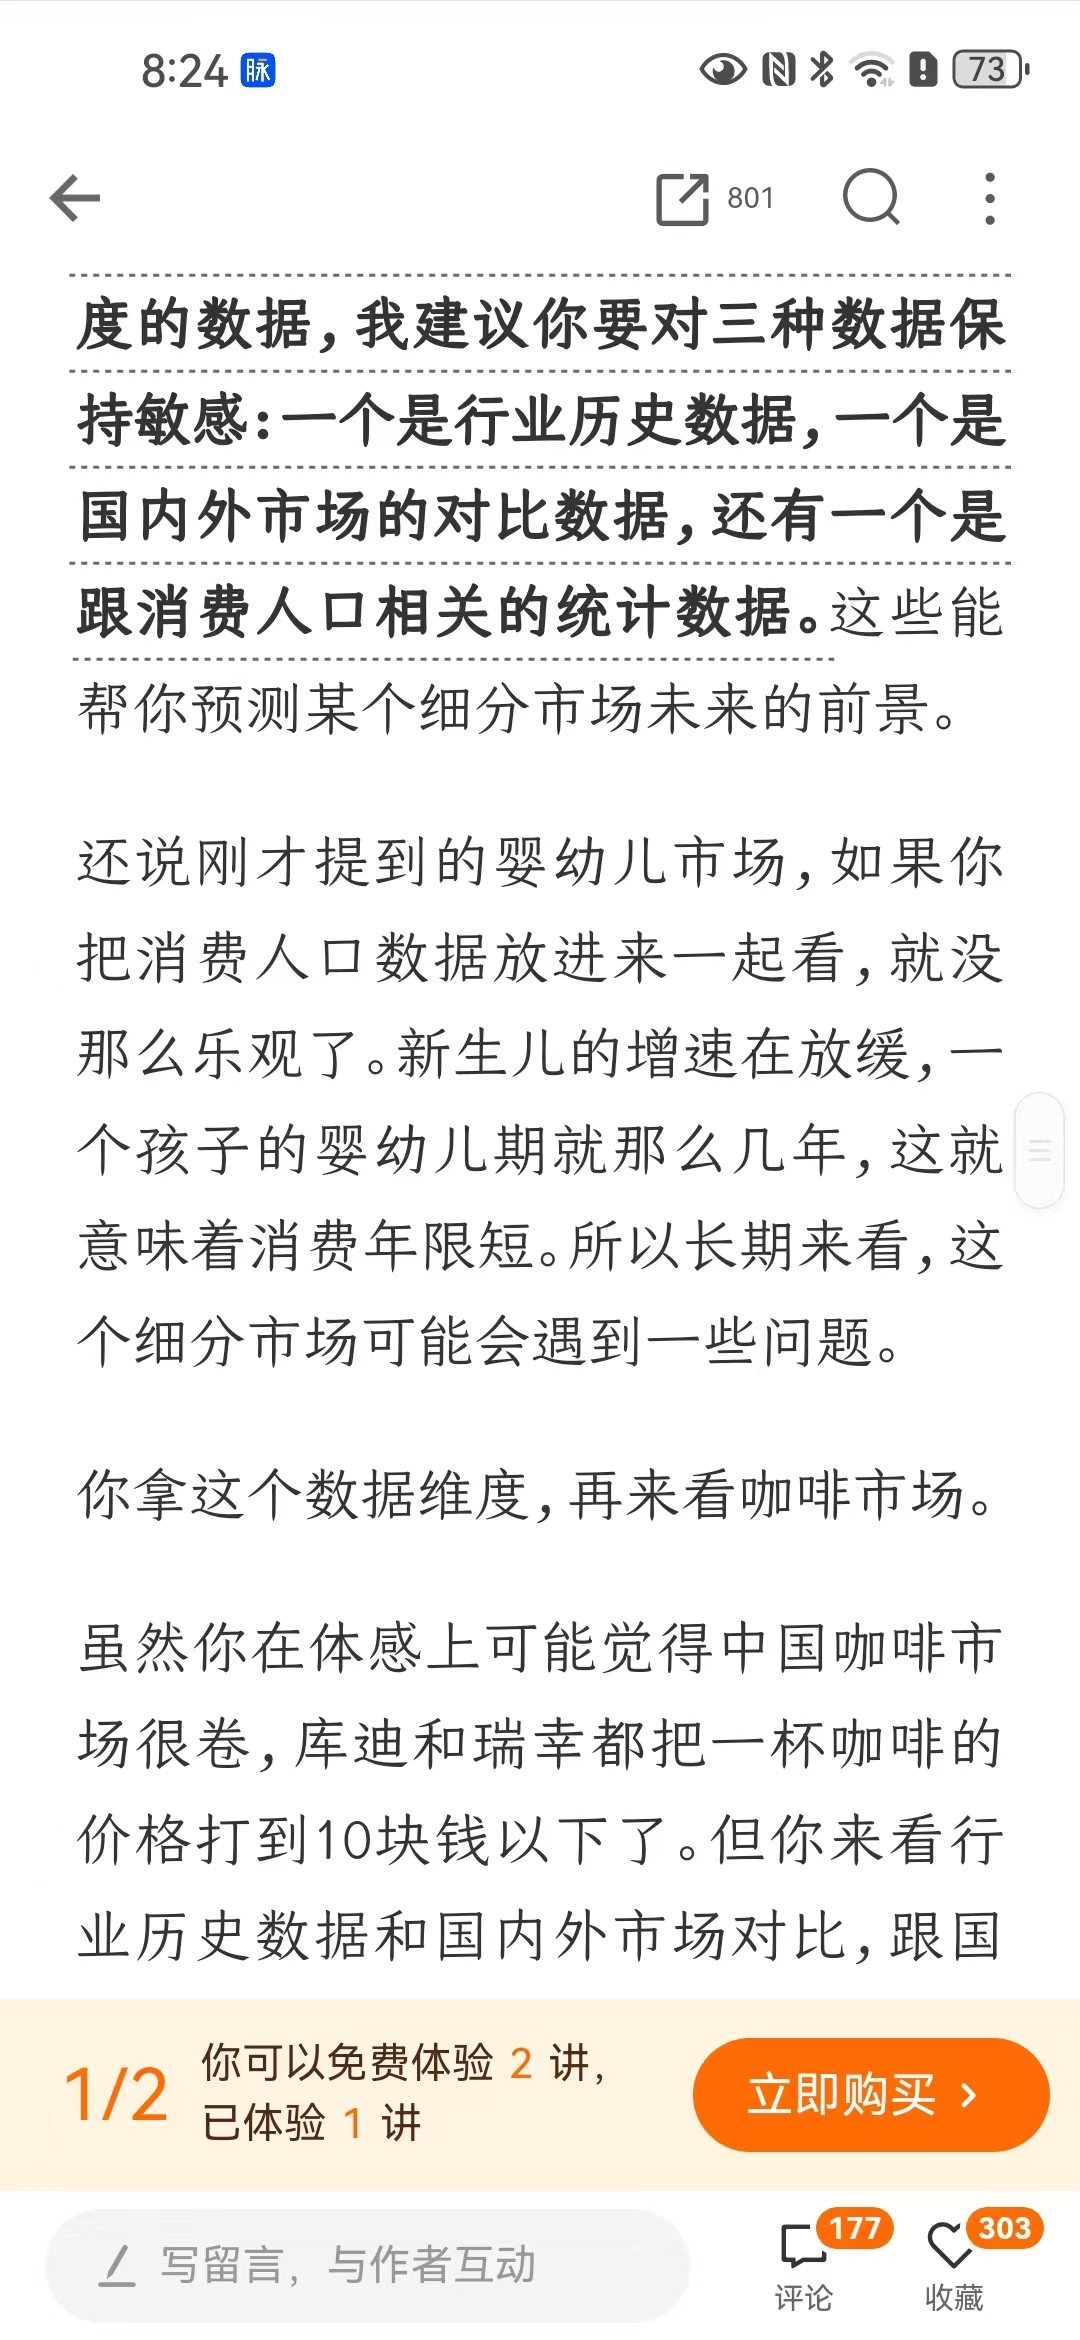 8:24 脉 73
801
度的数据，我建议你要对三种数据保
持敏感：一个是行业历史数据，一个是
国内外市场的对比数据，还有一个是
跟消费人口相关的统计数据。这些能
帮你预测某个细分市场未来的前景。
还说刚才提到的婴幼儿市场，如果你
把消费人口数据放进来一起看，就没
那么乐观了。新生儿的增速在放缓，一
个孩子的婴幼儿期就那么几年，这就
意味着消费年限短。所以长期来看，这
个细分市场可能会遇到一些问题。
你拿这个数据维度，再来看咖啡市场。
虽然你在体感上可能觉得中国咖啡市
场很卷，库迪和瑞幸都把一杯咖啡的
价格打到10块钱以下了。但你来看行
业历史数据和国内外市场对比，跟国
1/2
你可以免费体验 2 讲，
已体验 1 讲
立即购买
写留言，与作者互动
177
评论
303
收藏